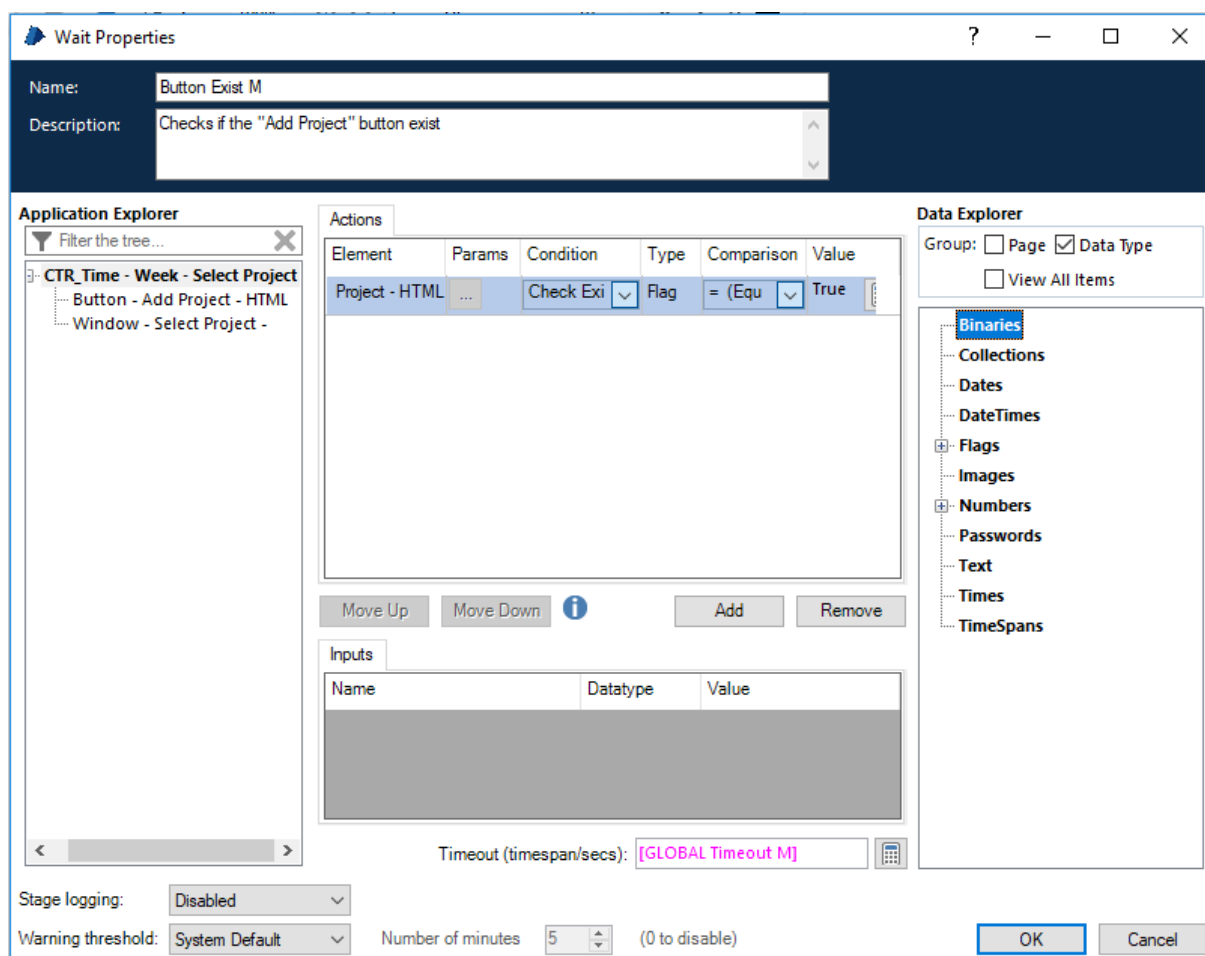 Wait Properties
?
Name:
Button Exist M
Description:
Checks if the "Add Project" button exist
Application Explorer
Filter the tree...
CTR_Time - Week - Select Project
Button - Add Project - HTML
Window - Select Project -
Actions
Element Params Condition Type Comparison Value
Project - HTML ... Check Exi Flag = (Equ True
Move Up Move Down i Add Remove
Inputs
Name Datatype Value
Timeout (timespan/secs): [GLOBAL Timeout M]
Data Explorer
Group: Page Data Type
View All Items
Binaries
Collections
Dates
DateTimes
Flags
Images
Numbers
Passwords
Text
Times
TimeSpans
Stage logging: Disabled
Warning threshold: System Default Number of minutes 5 (0 to disable)
OK Cancel